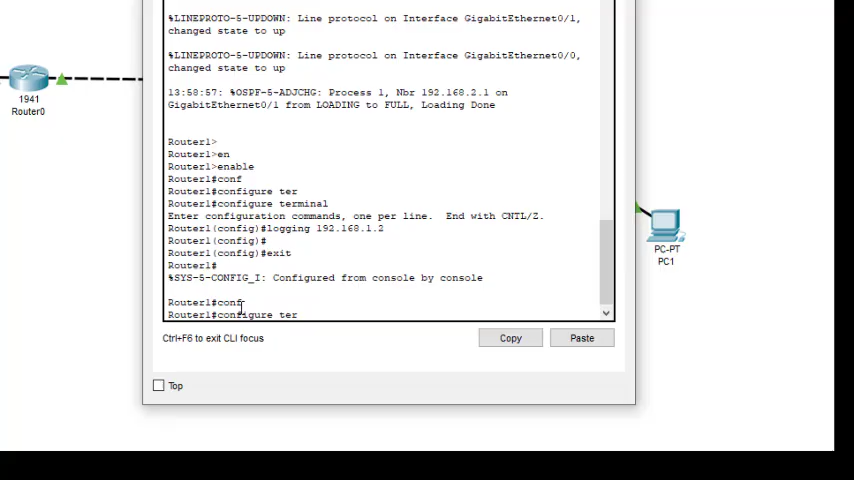 %LINEPROTO-5-UPDOWN: Line protocol on Interface GigabitEthernet0/1,
changed state to up
%LINEPROTO-5-UPDOWN: Line protocol on Interface GigabitEthernet0/0,
changed state to up
13:58:57: %OSPF-5-ADJCHG: Process 1, Nbr 192.168.2.1 on
GigabitEthernet0/1 from LOADING to FULL, Loading Done
Router1>
Router1>en
Router1>enable
Router1#conf
Router1#configure ter
Router1#configure terminal
Enter configuration commands, one per line.  End with CNTL/Z.
Router1(config)#logging 192.168.1.2
Router1(config)#
Router1(config)#exit
Router1#
%SYS-5-CONFIG_I: Configured from console by console
Router1#conf
Router1#configure ter
Ctrl+F6 to exit CLI focus
Copy
Paste
Top
1941
Router0
PC-PT
PC1